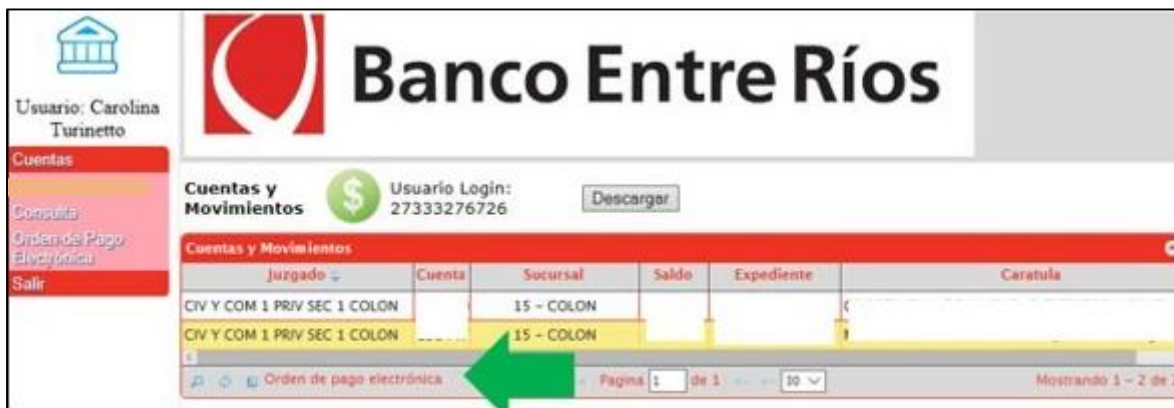 Banco Entre Ríos
Usuario: Carolina
Turinetto
Cuentas
Consulta
Orden de Pago
Electrónica
Salir
Cuentas y
Movimientos
Usuario Login:
27333276726
Descargar
Cuentas y Movimientos
Juzgado Cuenta Sucursal Saldo Expediente Caratula
CIV Y COM 1 PRIV SEC 1 COLON 15 - COLON
CIV Y COM 1 PRIV SEC 1 COLON 15 - COLON
Orden de pago electrónica Pagina 1 de 1 30 Mostrando 1 - 2 de